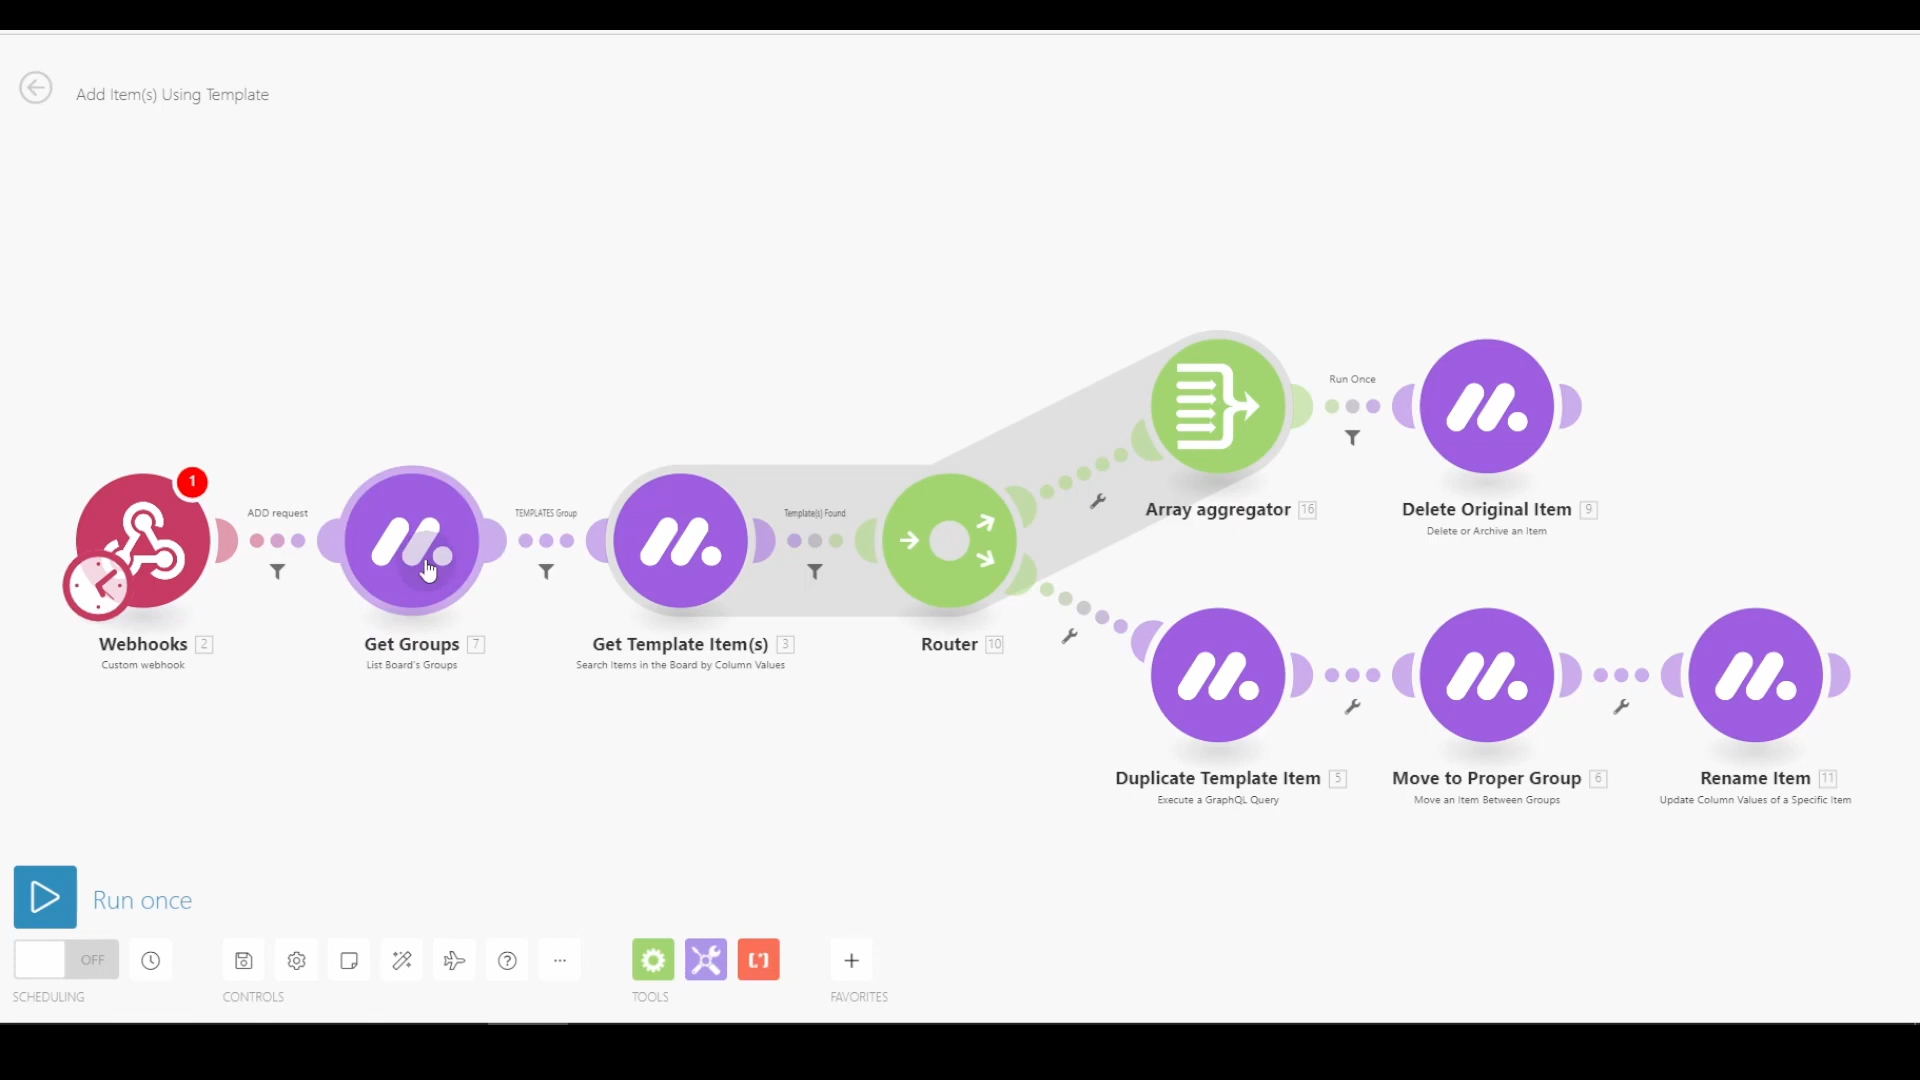 Add Item(s) Using Template
Run Once
Array aggregator 16
Delete Original Item 9
Delete or Archive an Item
1
ADD request
TEMPLATES Group
Template(s) Found
Webhooks 2
Custom webhook
Get Groups 7
List Board's Groups
Get Template Item(s) 3
Search Items in the Board by Column Values
Router 10
Duplicate Template Item 5
Execute a GraphQL Query
Move to Proper Group 6
Move an Item Between Groups
Rename Item 11
Update Column Values of a Specific Item
Run once
OFF
SCHEDULING
CONTROLS
TOOLS
FAVORITES